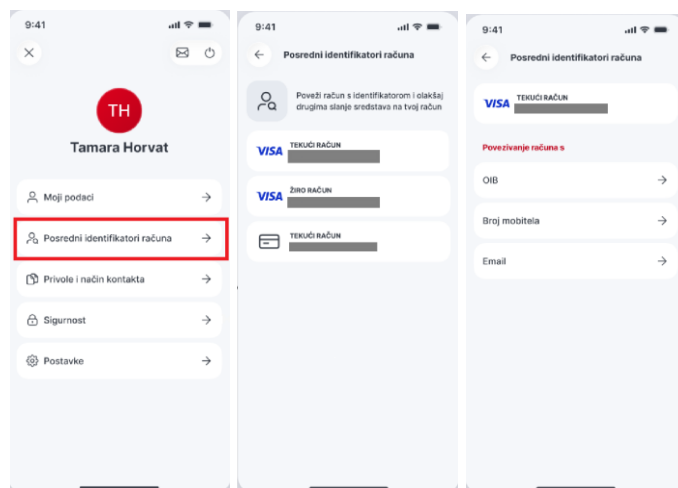 9:41
TH
Tamara Horvat
Moji podaci
Posredni identifikatori računa
Privole i način kontakta
Sigurnost
Postavke
9:41
Posredni identifikatori računa
Poveži račun s identifikatorom i olakšaj
drugima slanje sredstava na tvoj račun
VISA TEKUĆI RAČUN
VISA ŽIRO RAČUN
TEKUĆI RAČUN
9:41
Posredni identifikatori računa
VISA TEKUĆI RAČUN
Povezivanje računa s
OIB
Broj mobitela
Email